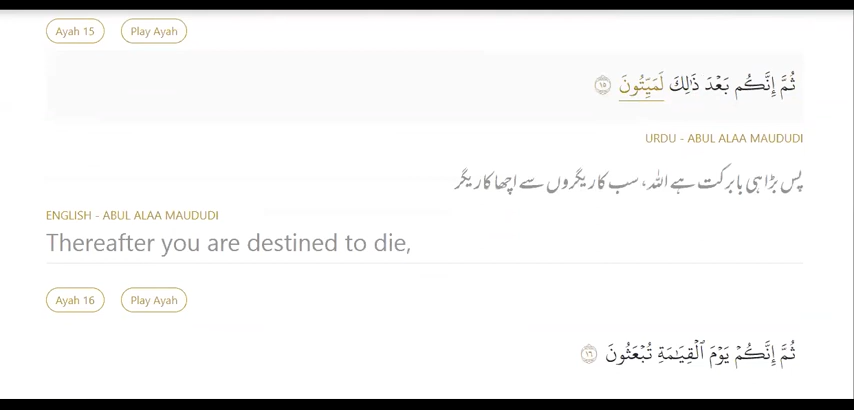 Ayah 15 Play Ayah
ثُمَّ إِنَّكُم بَعْدَ ذَٰلِكَ لَمَيِّتُونَ ١٥
URDU - ABUL ALAA MAUDUDI
پس بڑا ہی بابرکت ہے اللہ، سب کاریگروں سے اچھا کاریگر
ENGLISH - ABUL ALAA MAUDUDI
Thereafter you are destined to die,
Ayah 16 Play Ayah
ثُمَّ إِنَّكُمْ يَوْمَ ٱلْقِيَـٰمَةِ تُبْعَثُونَ ١٦